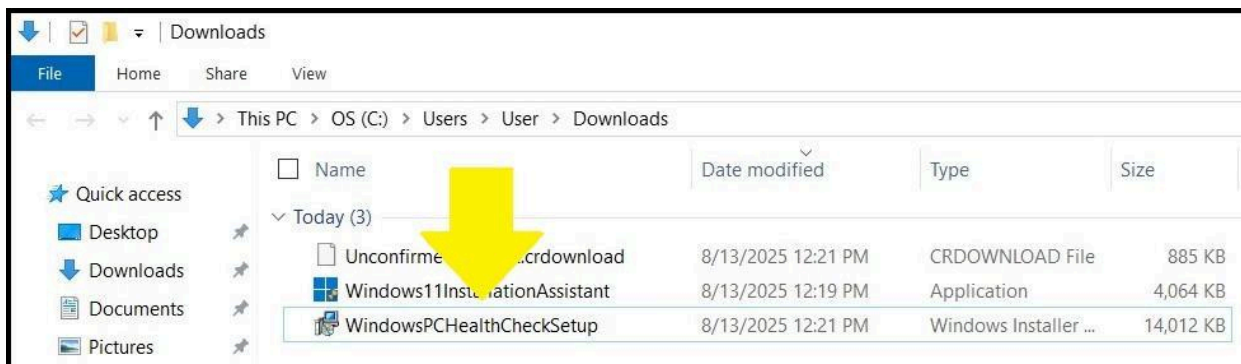 Downloads
File Home Share View
This PC > OS (C:) > Users > User > Downloads
Name Date modified Type Size
Quick access
Today (3)
Desktop
Unconfirme .crdownload 8/13/2025 12:21 PM CRDOWNLOAD File 885 KB
Downloads
Windows11Inst ationAssistant 8/13/2025 12:19 PM Application 4,064 KB
Documents
WindowsPCHealthCheckSetup 8/13/2025 12:21 PM Windows Installer ... 14,012 KB
Pictures